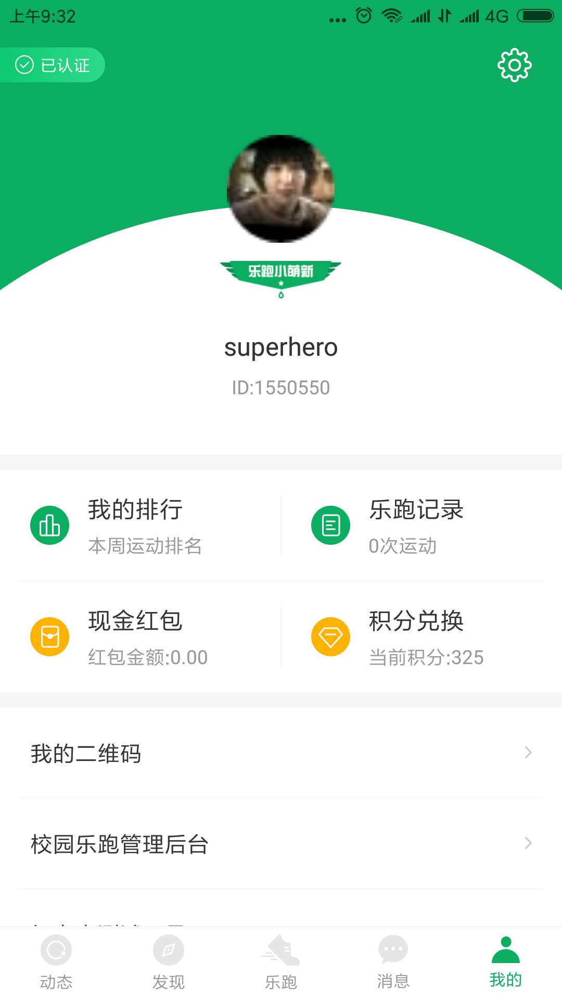 上午9:32
4G
已认证
乐跑小萌新
superhero
ID:1550550
我的排行
本周运动排名
乐跑记录
0次运动
现金红包
红包金额:0.00
积分兑换
当前积分:325
我的二维码
校园乐跑管理后台
动态
发现
乐跑
消息
我的